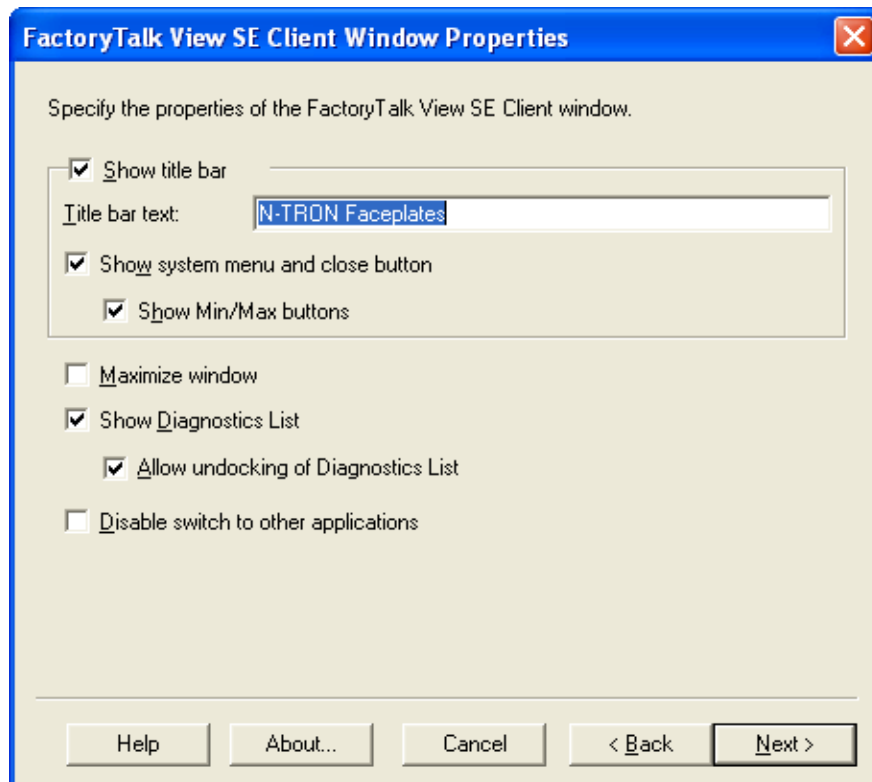 FactoryTalk View SE Client Window Properties
Specify the properties of the FactoryTalk View SE Client window.
Show title bar
Title bar text: N-TRON Faceplates
Show system menu and close button
Show Min/Max buttons
Maximize window
Show Diagnostics List
Allow undocking of Diagnostics List
Disable switch to other applications
Help About... Cancel < Back Next >